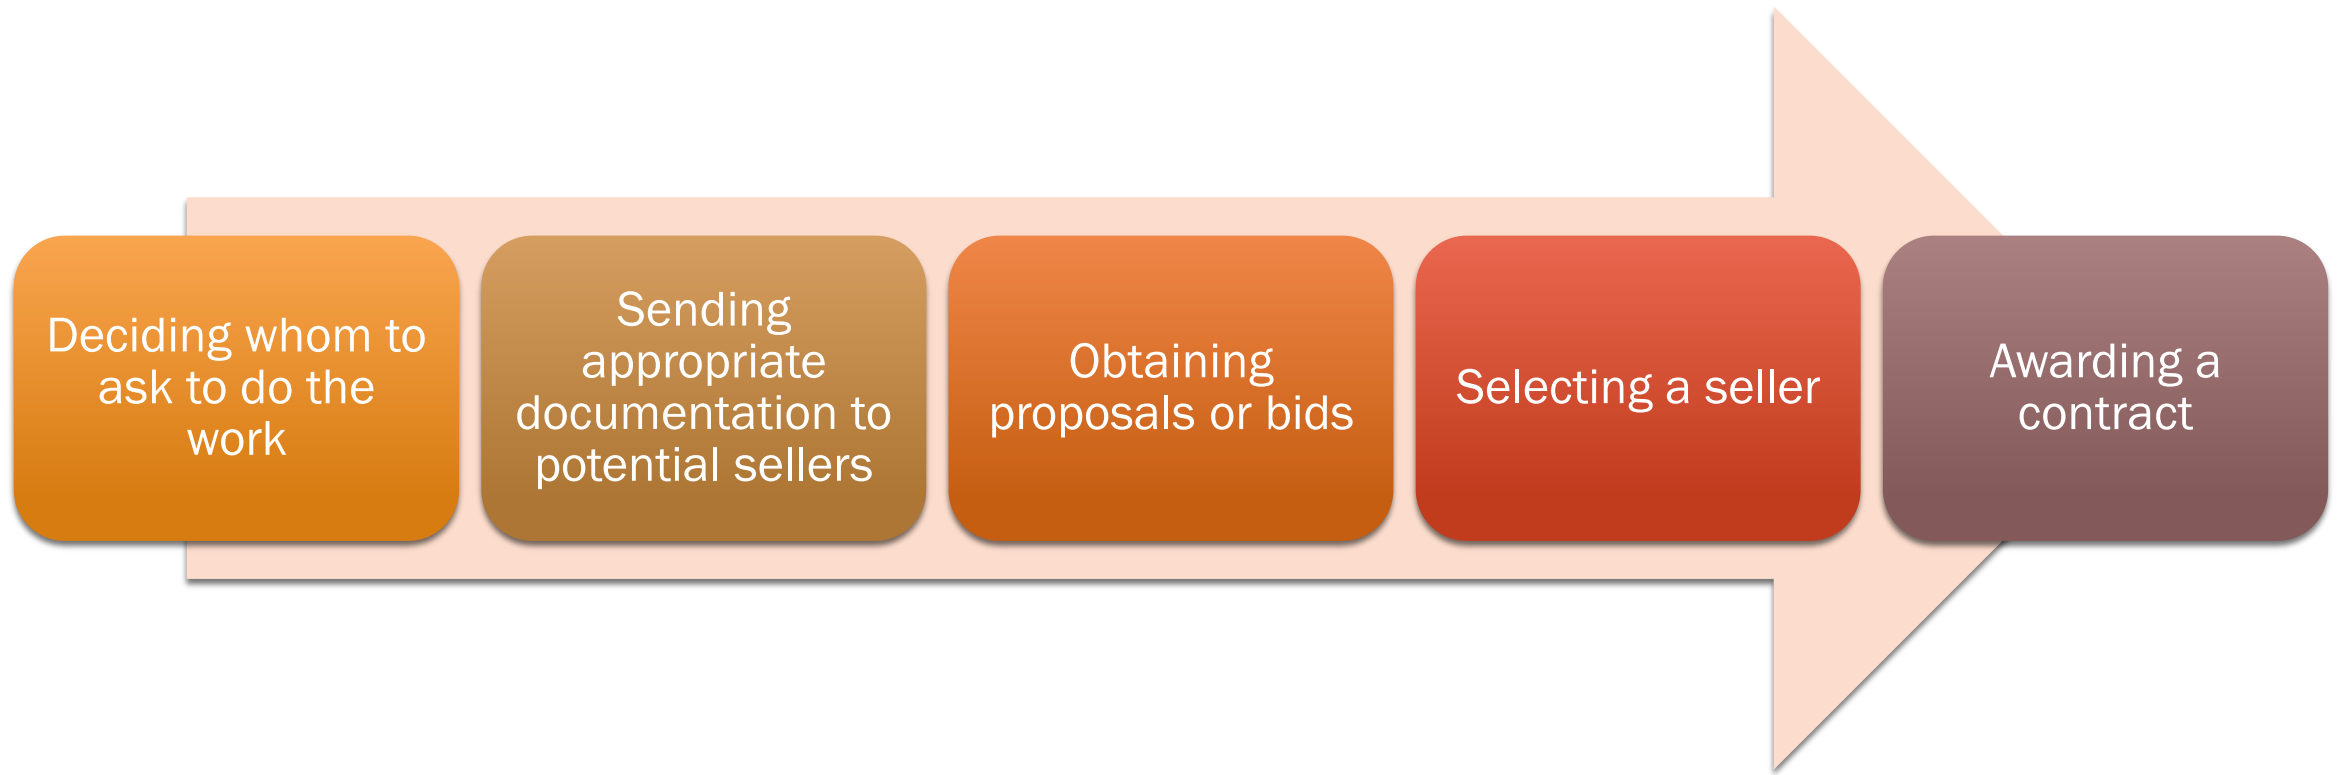 Deciding whom to
ask to do the
work
Sending
appropriate
documentation to
potential sellers
Obtaining
proposals or bids
Selecting a seller
Awarding a
contract